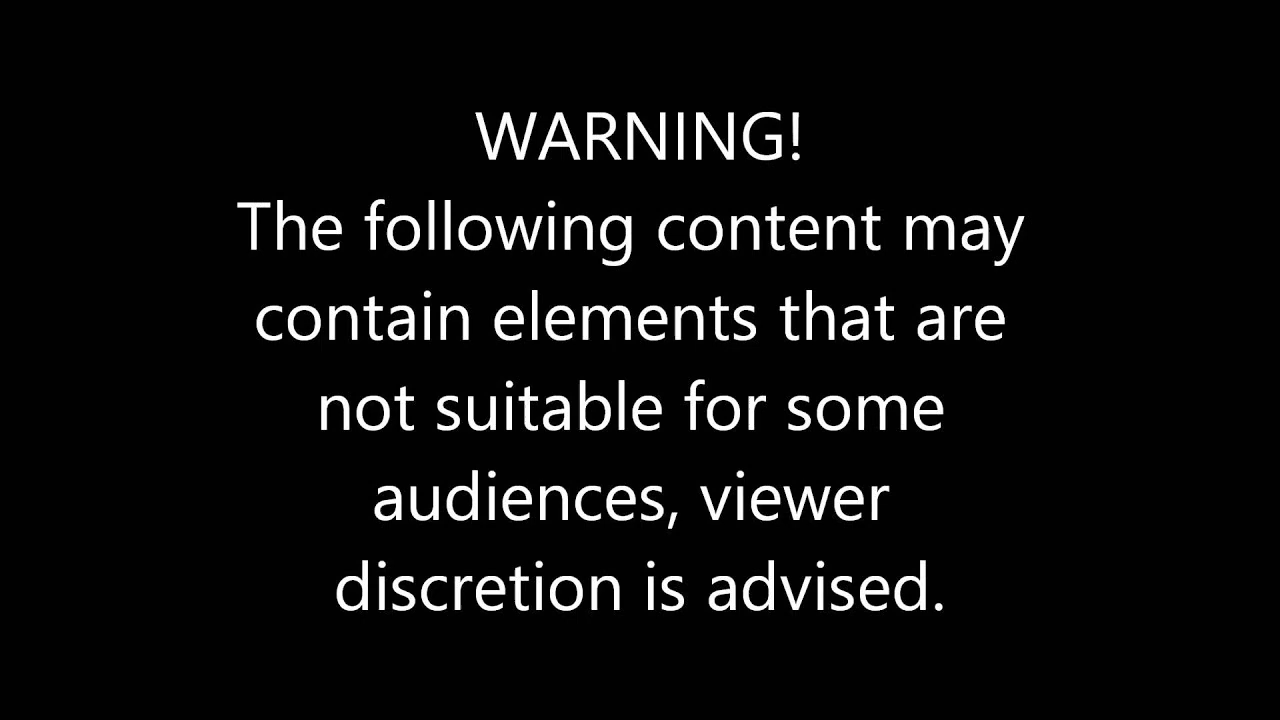 WARNING!
The following content may
contain elements that are
not suitable for some
audiences, viewer
discretion is advised.